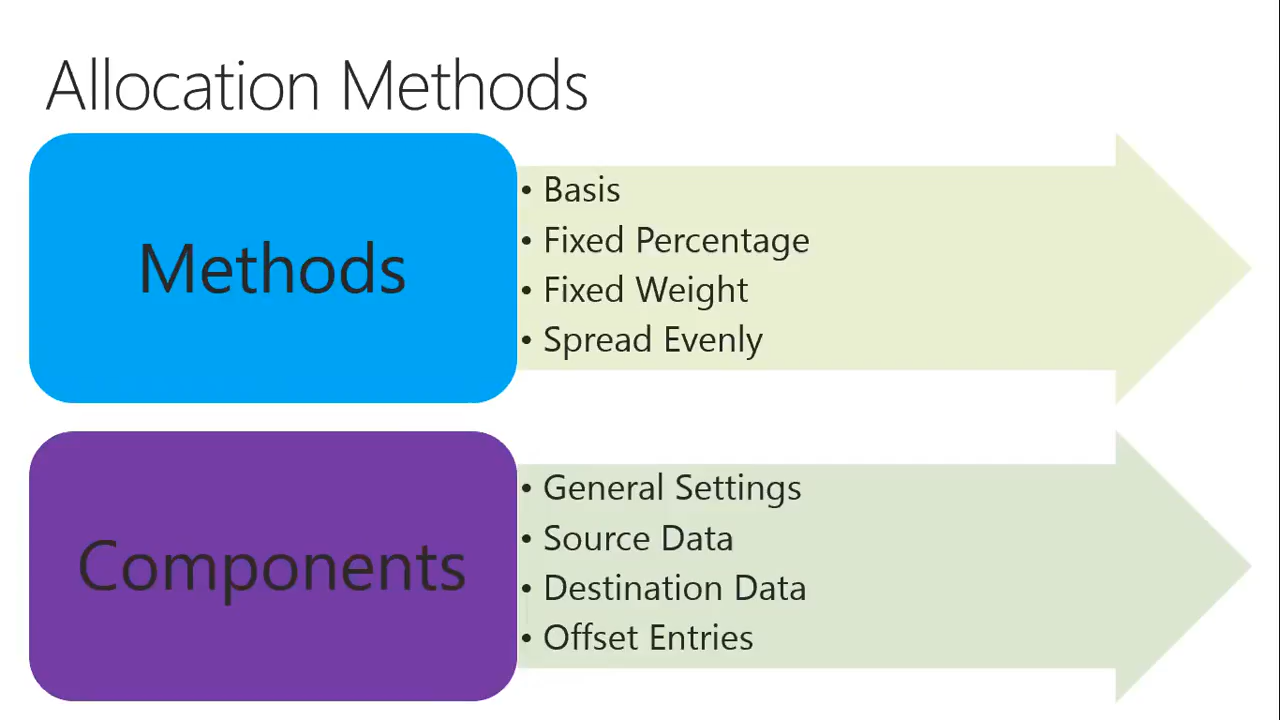 Allocation Methods
Methods
• Basis
• Fixed Percentage
• Fixed Weight
• Spread Evenly
Components
• General Settings
• Source Data
• Destination Data
• Offset Entries